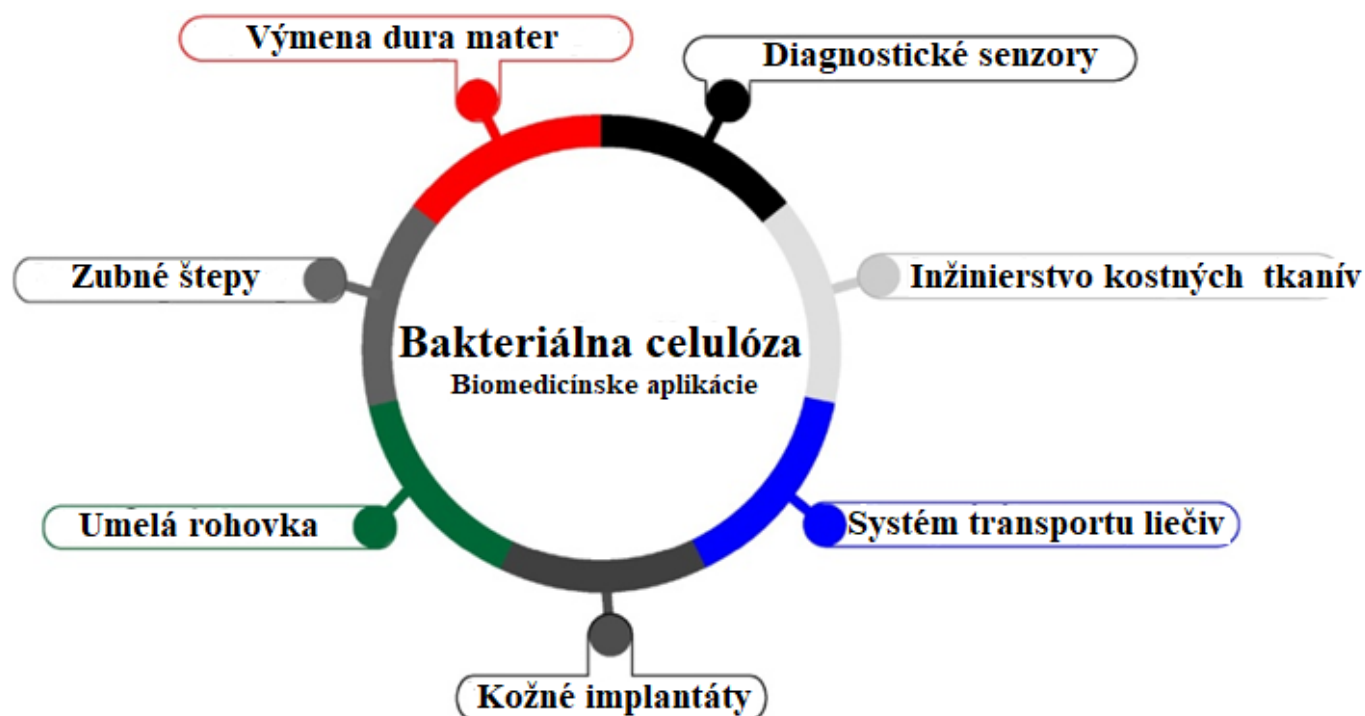 Výmena dura mater
Diagnostické senzory
Zubné štepy
Inžinierstvo kostných tkanív
Bakteriálna celulóza
Biomedicínske aplikácie
Umelá rohovka
Systém transportu liečiv
Kožné implantáty